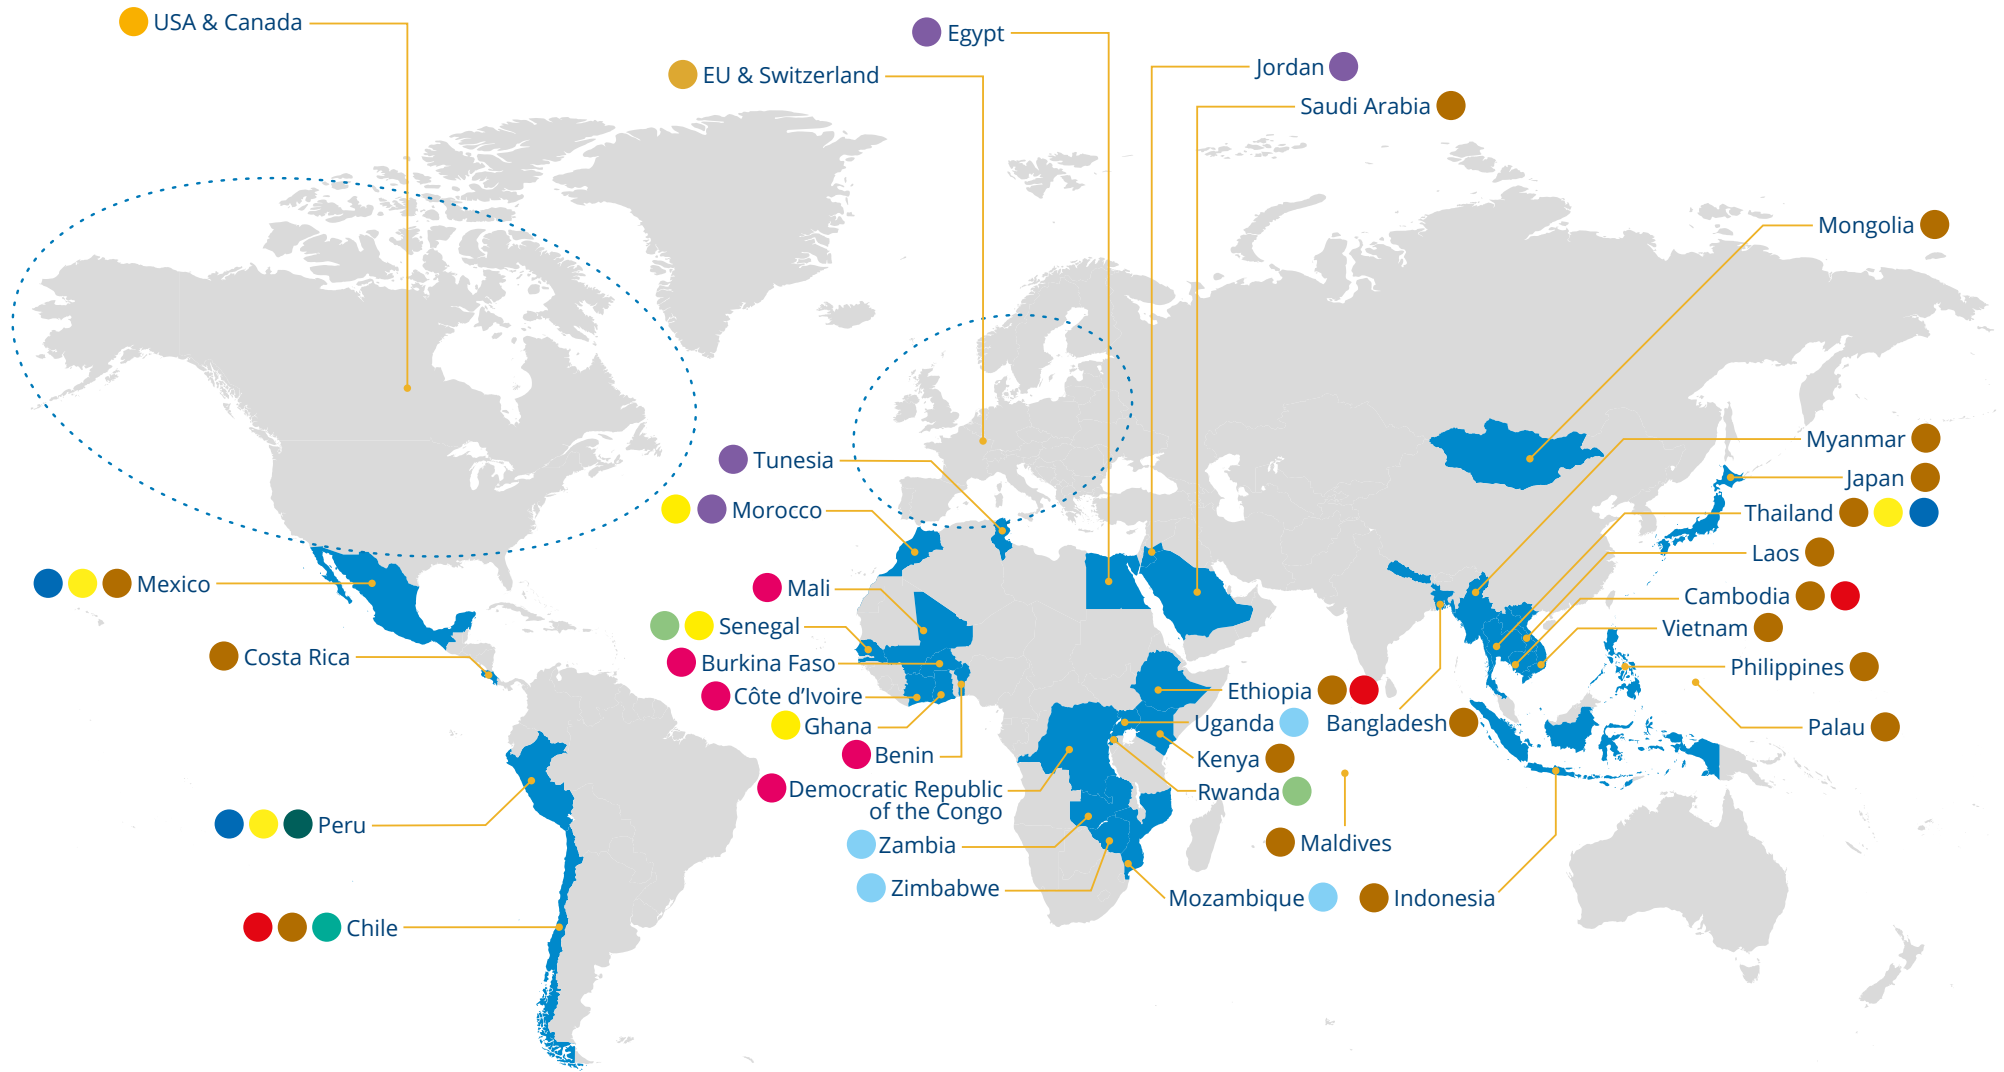 USA & Canada
Egypt
EU & Switzerland
Jordan
Saudi Arabia
Mongolia
Myanmar
Tunesia
Japan
Morocco
Thailand
Laos
Mexico
Mali
Cambodia
Senegal
Vietnam
Costa Rica
Burkina Faso
Philippines
Côte d’Ivoire
Ethiopia
Ghana
Uganda
Bangladesh
Palau
Benin
Kenya
Democratic Republic
of the Congo
Rwanda
Peru
Zambia
Maldives
Zimbabwe
Mozambique
Indonesia
Chile